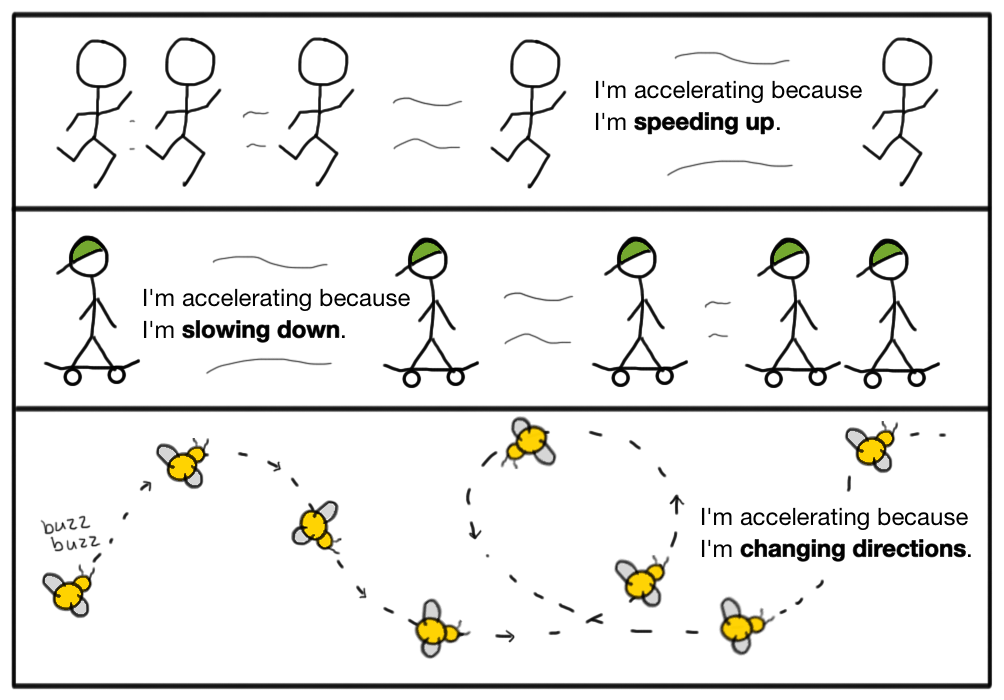 I'm accelerating because
I'm speeding up.
I'm accelerating because
I'm slowing down.
buzz
buzz
I'm accelerating because
I'm changing directions.